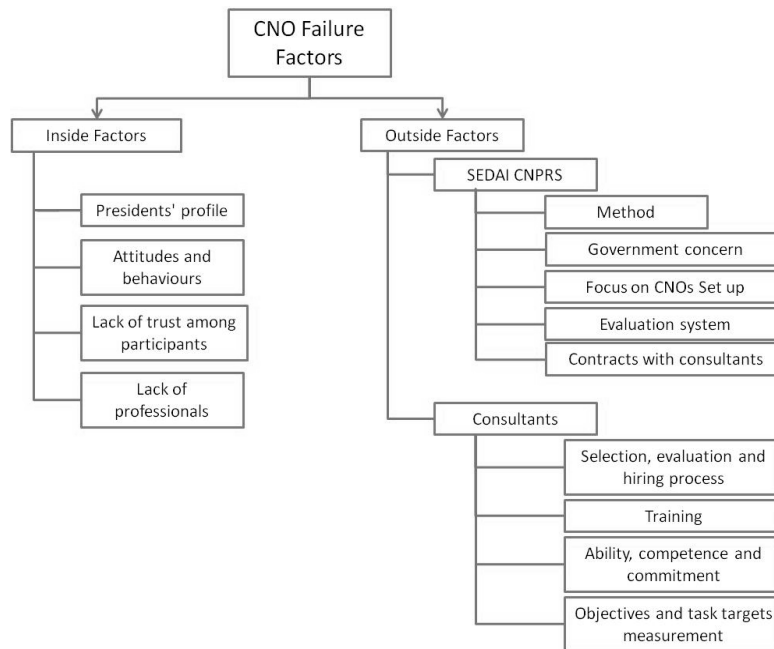 CNO Failure
Factors
Inside Factors
Presidents' profile
Attitudes and
behaviours
Lack of trust among
participants
Lack of
professionals
Outside Factors
SEDAI CNPRS
Method
Government concern
Focus on CNOs Set up
Evaluation system
Contracts with consultants
Consultants
Selection, evaluation and
hiring process
Training
Ability, competence and
commitment
Objectives and task targets
measurement